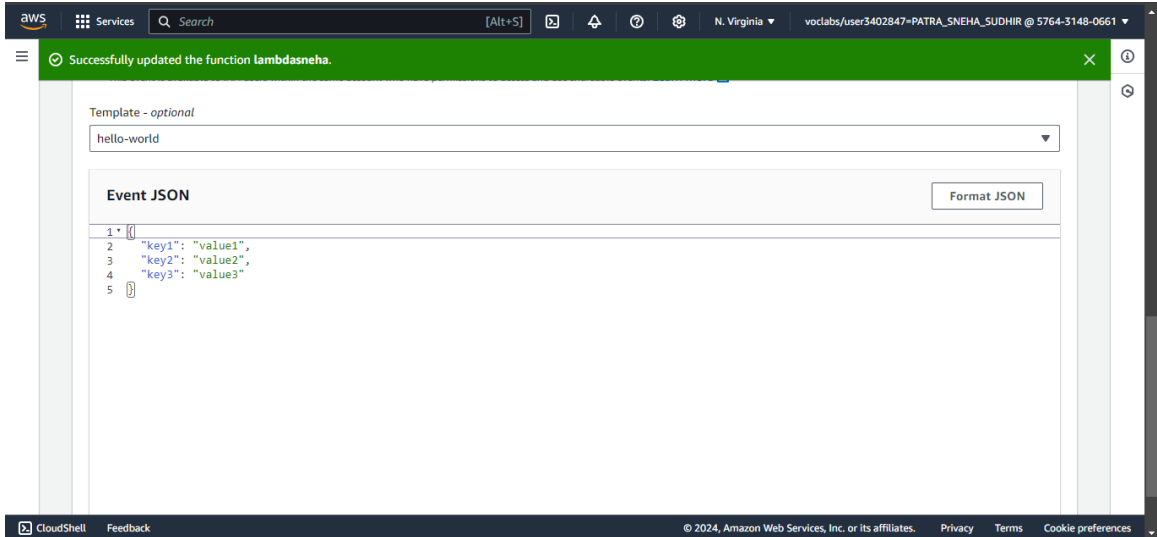 aws Services Search [Alt+S] N. Virginia ▼ voclabs/user3402847=PATRA_SNEHA_SUDHIR @ 5764-3148-0661 ▼
Successfully updated the function lambdasneha.
Template - optional
hello-world
Event JSON Format JSON
1 {
2 "key1": "value1",
3 "key2": "value2",
4 "key3": "value3"
5 }
CloudShell Feedback © 2024, Amazon Web Services, Inc. or its affiliates. Privacy Terms Cookie preferences